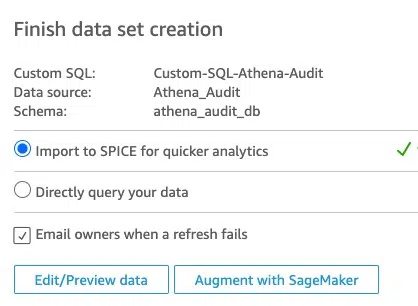 Finish data set creation
Custom SQL: Custom-SQL-Athena-Audit
Data source: Athena_Audit
Schema: athena_audit_db
Import to SPICE for quicker analytics
Directly query your data
Email owners when a refresh fails
Edit/Preview data Augment with SageMaker